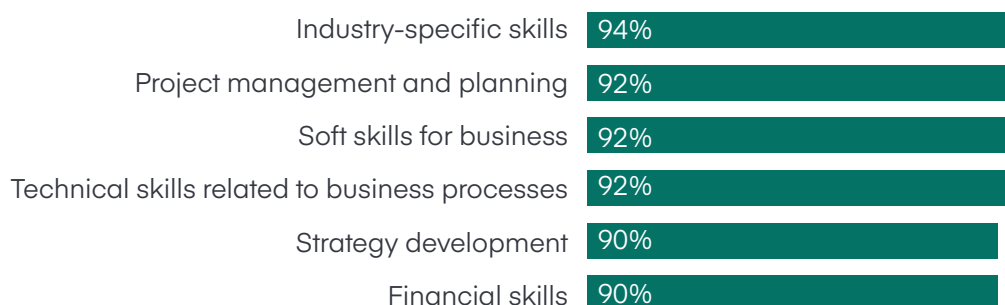 Industry-specific skills 94%
Project management and planning 92%
Soft skills for business 92%
Technical skills related to business processes 92%
Strategy development 90%
Financial skills 90%